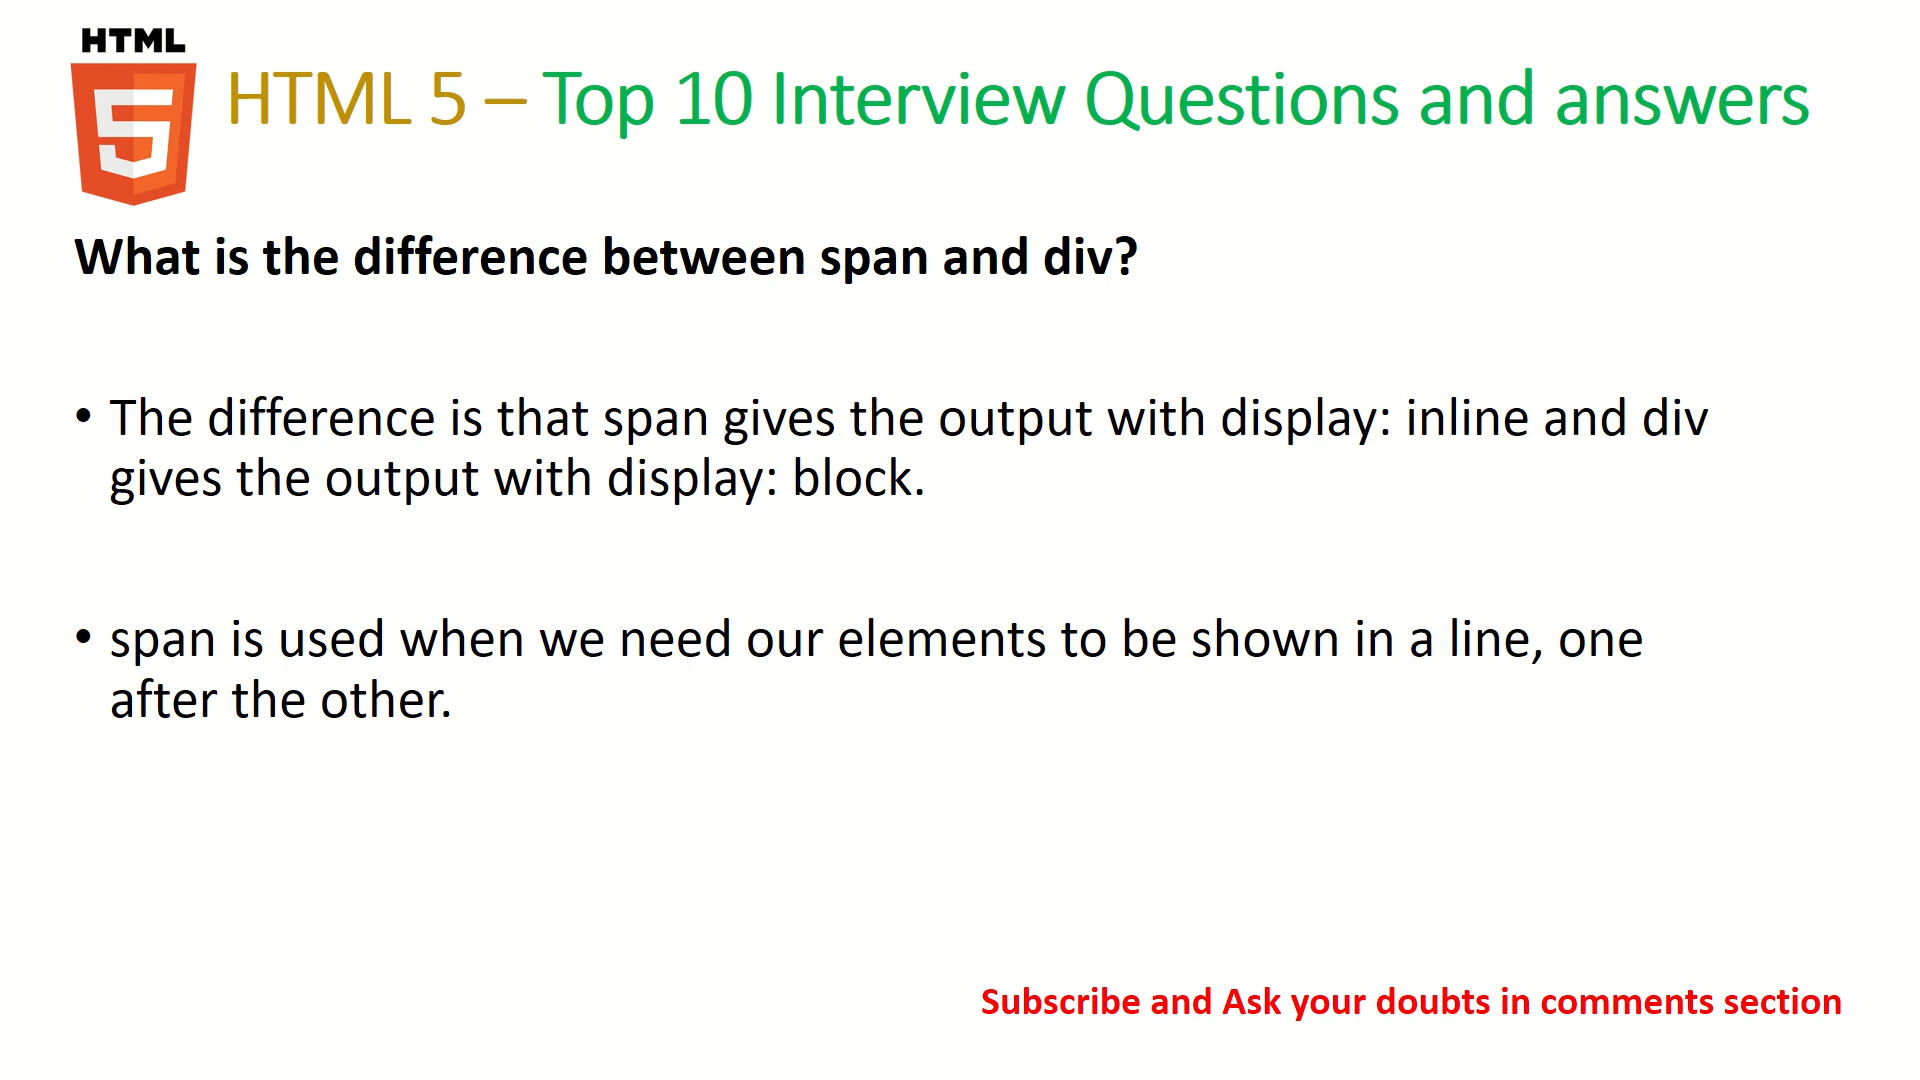 HTML
5
HTML 5 – Top 10 Interview Questions and answers
What is the difference between span and div?
• The difference is that span gives the output with display: inline and div
gives the output with display: block.
• span is used when we need our elements to be shown in a line, one
after the other.
Subscribe and Ask your doubts in comments section